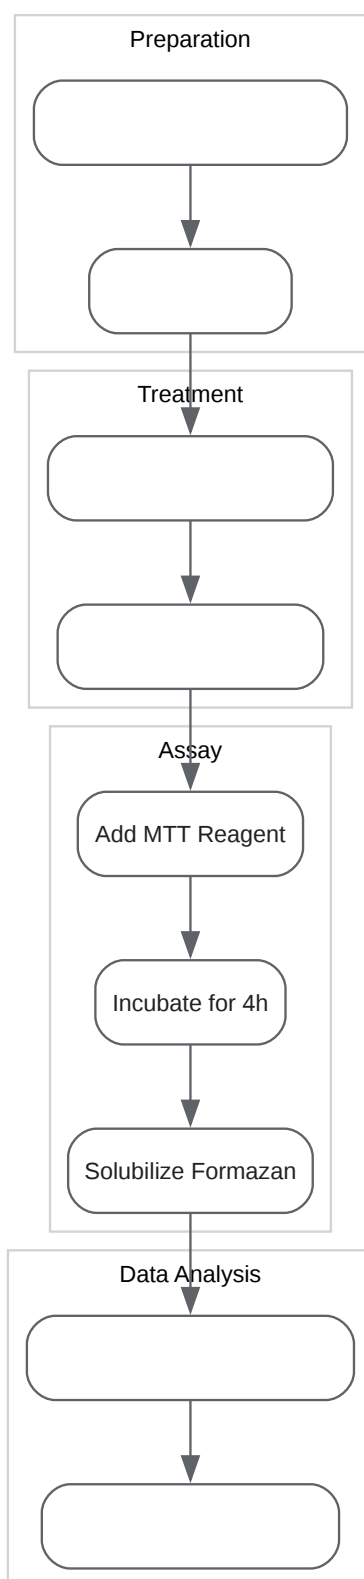 Preparation
Treatment
Assay
Add MTT Reagent
Incubate for 4h
Solubilize Formazan
Data Analysis